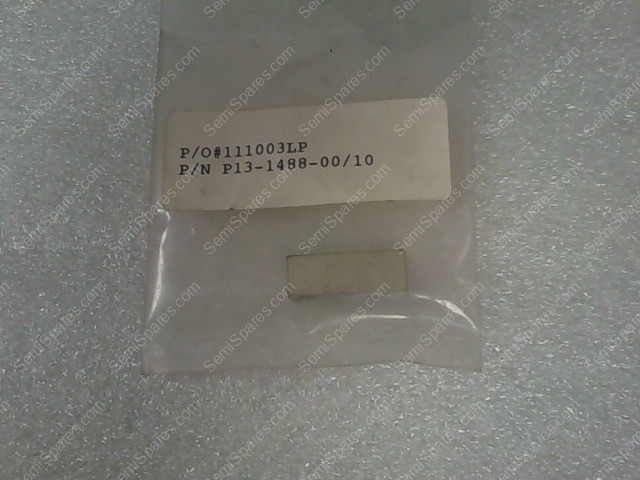 P/O#111003LP
P/N P13-1488-00/10
SemiSpares.com